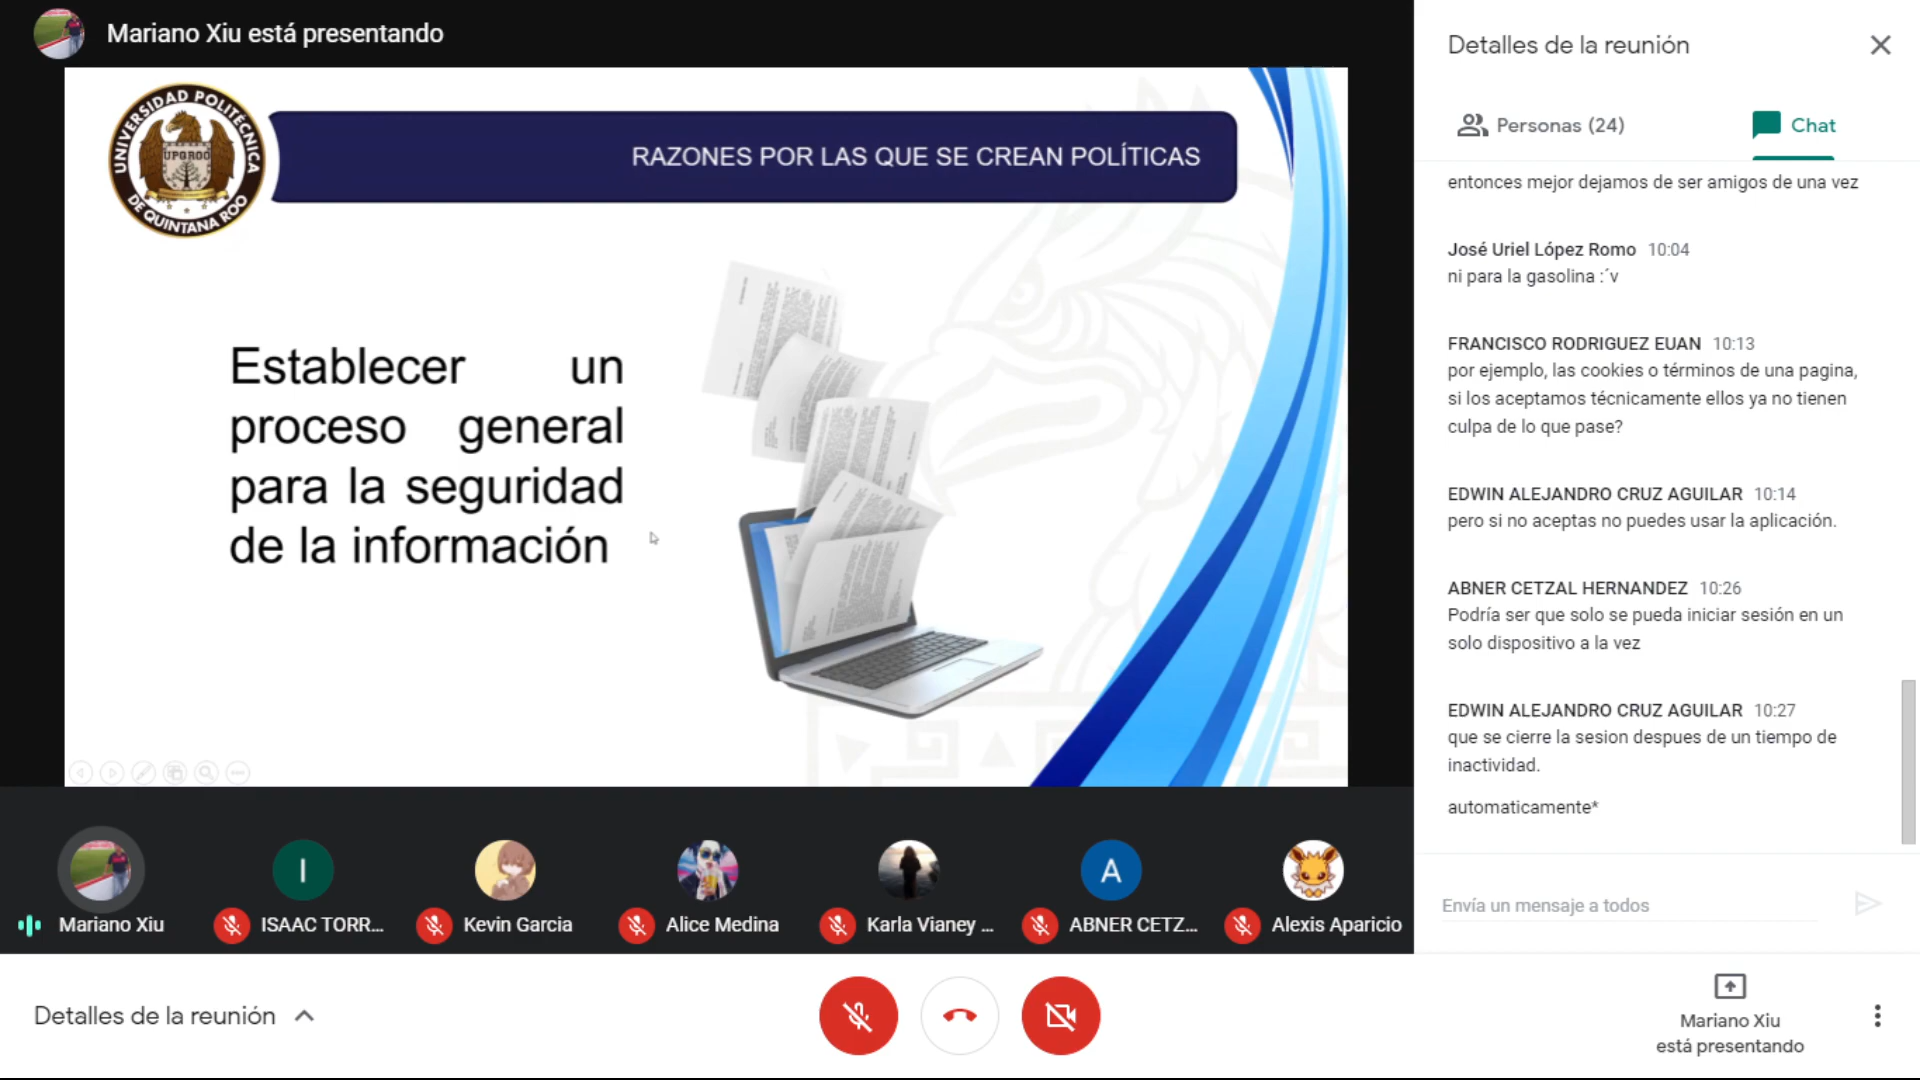 Mariano Xiu está presentando
UNIVERSIDAD POLITÉCNICA
UPQROO
DE QUINTANA ROO
RAZONES POR LAS QUE SE CREAN POLÍTICAS
Establecer un
proceso general
para la seguridad
de la información
Mariano Xiu
I
ISAAC TORR...
Kevin Garcia
Alice Medina
Karla Vianey ...
A
ABNER CETZ...
Alexis Aparicio
Detalles de la reunión
Personas (24)
Chat
entonces mejor dejamos de ser amigos de una vez
José Uriel López Romo 10:04
ni para la gasolina :´v
FRANCISCO RODRIGUEZ EUAN 10:13
por ejemplo, las cookies o términos de una pagina,
si los aceptamos técnicamente ellos ya no tienen
culpa de lo que pase?
EDWIN ALEJANDRO CRUZ AGUILAR 10:14
pero si no aceptas no puedes usar la aplicación.
ABNER CETZAL HERNANDEZ 10:26
Podría ser que solo se pueda iniciar sesión en un
solo dispositivo a la vez
EDWIN ALEJANDRO CRUZ AGUILAR 10:27
que se cierre la sesion despues de un tiempo de
inactividad.
automaticamente*
Envía un mensaje a todos
Detalles de la reunión
Mariano Xiu
está presentando